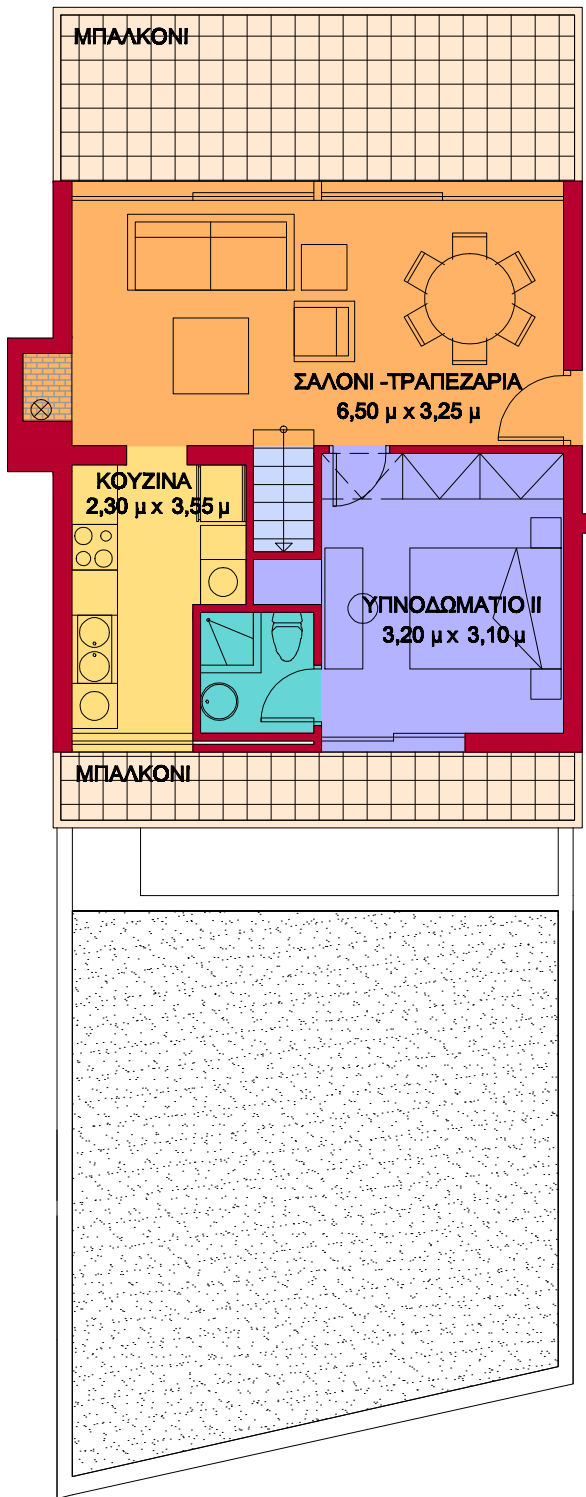 ΜΠΑΛΚΟΝΙ
ΣΑΛΟΝΙ -ΤΡΑΠΕΖΑΡΙΑ
6,50 μ x 3,25 μ
ΚΟΥΖΙΝΑ
2,30 μ x 3,55 μ
ΥΠΝΟΔΩΜΑΤΙΟ ΙΙ
3,20 μ x 3,10 μ
ΜΠΑΛΚΟΝΙ